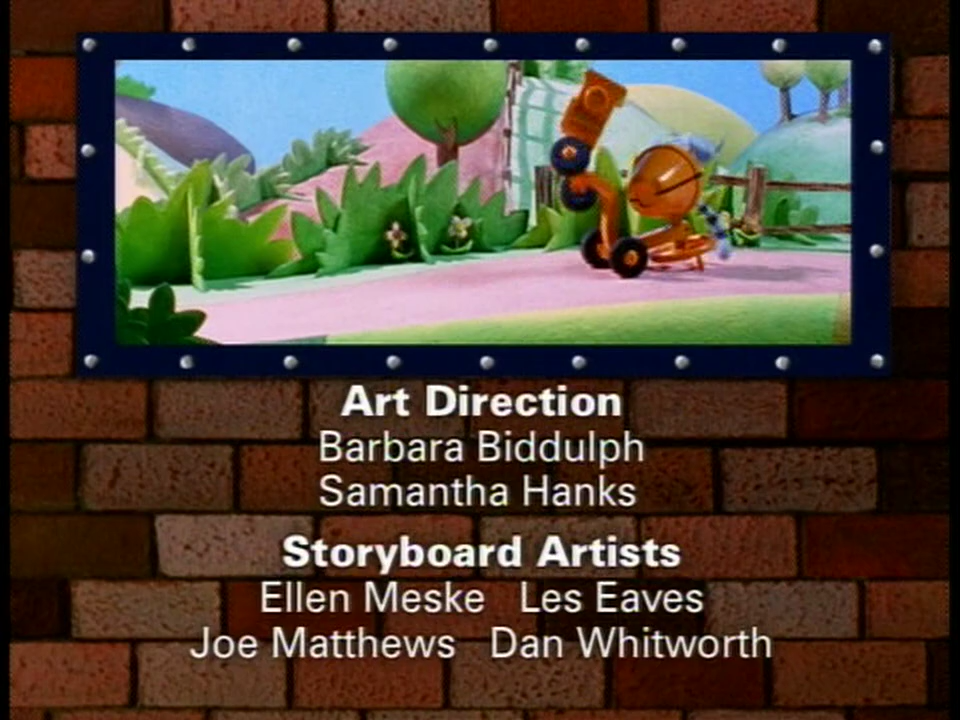 Art Direction
Barbara Biddulph
Samantha Hanks
Storyboard Artists
Ellen Meske Les Eaves
Joe Matthews Dan Whitworth